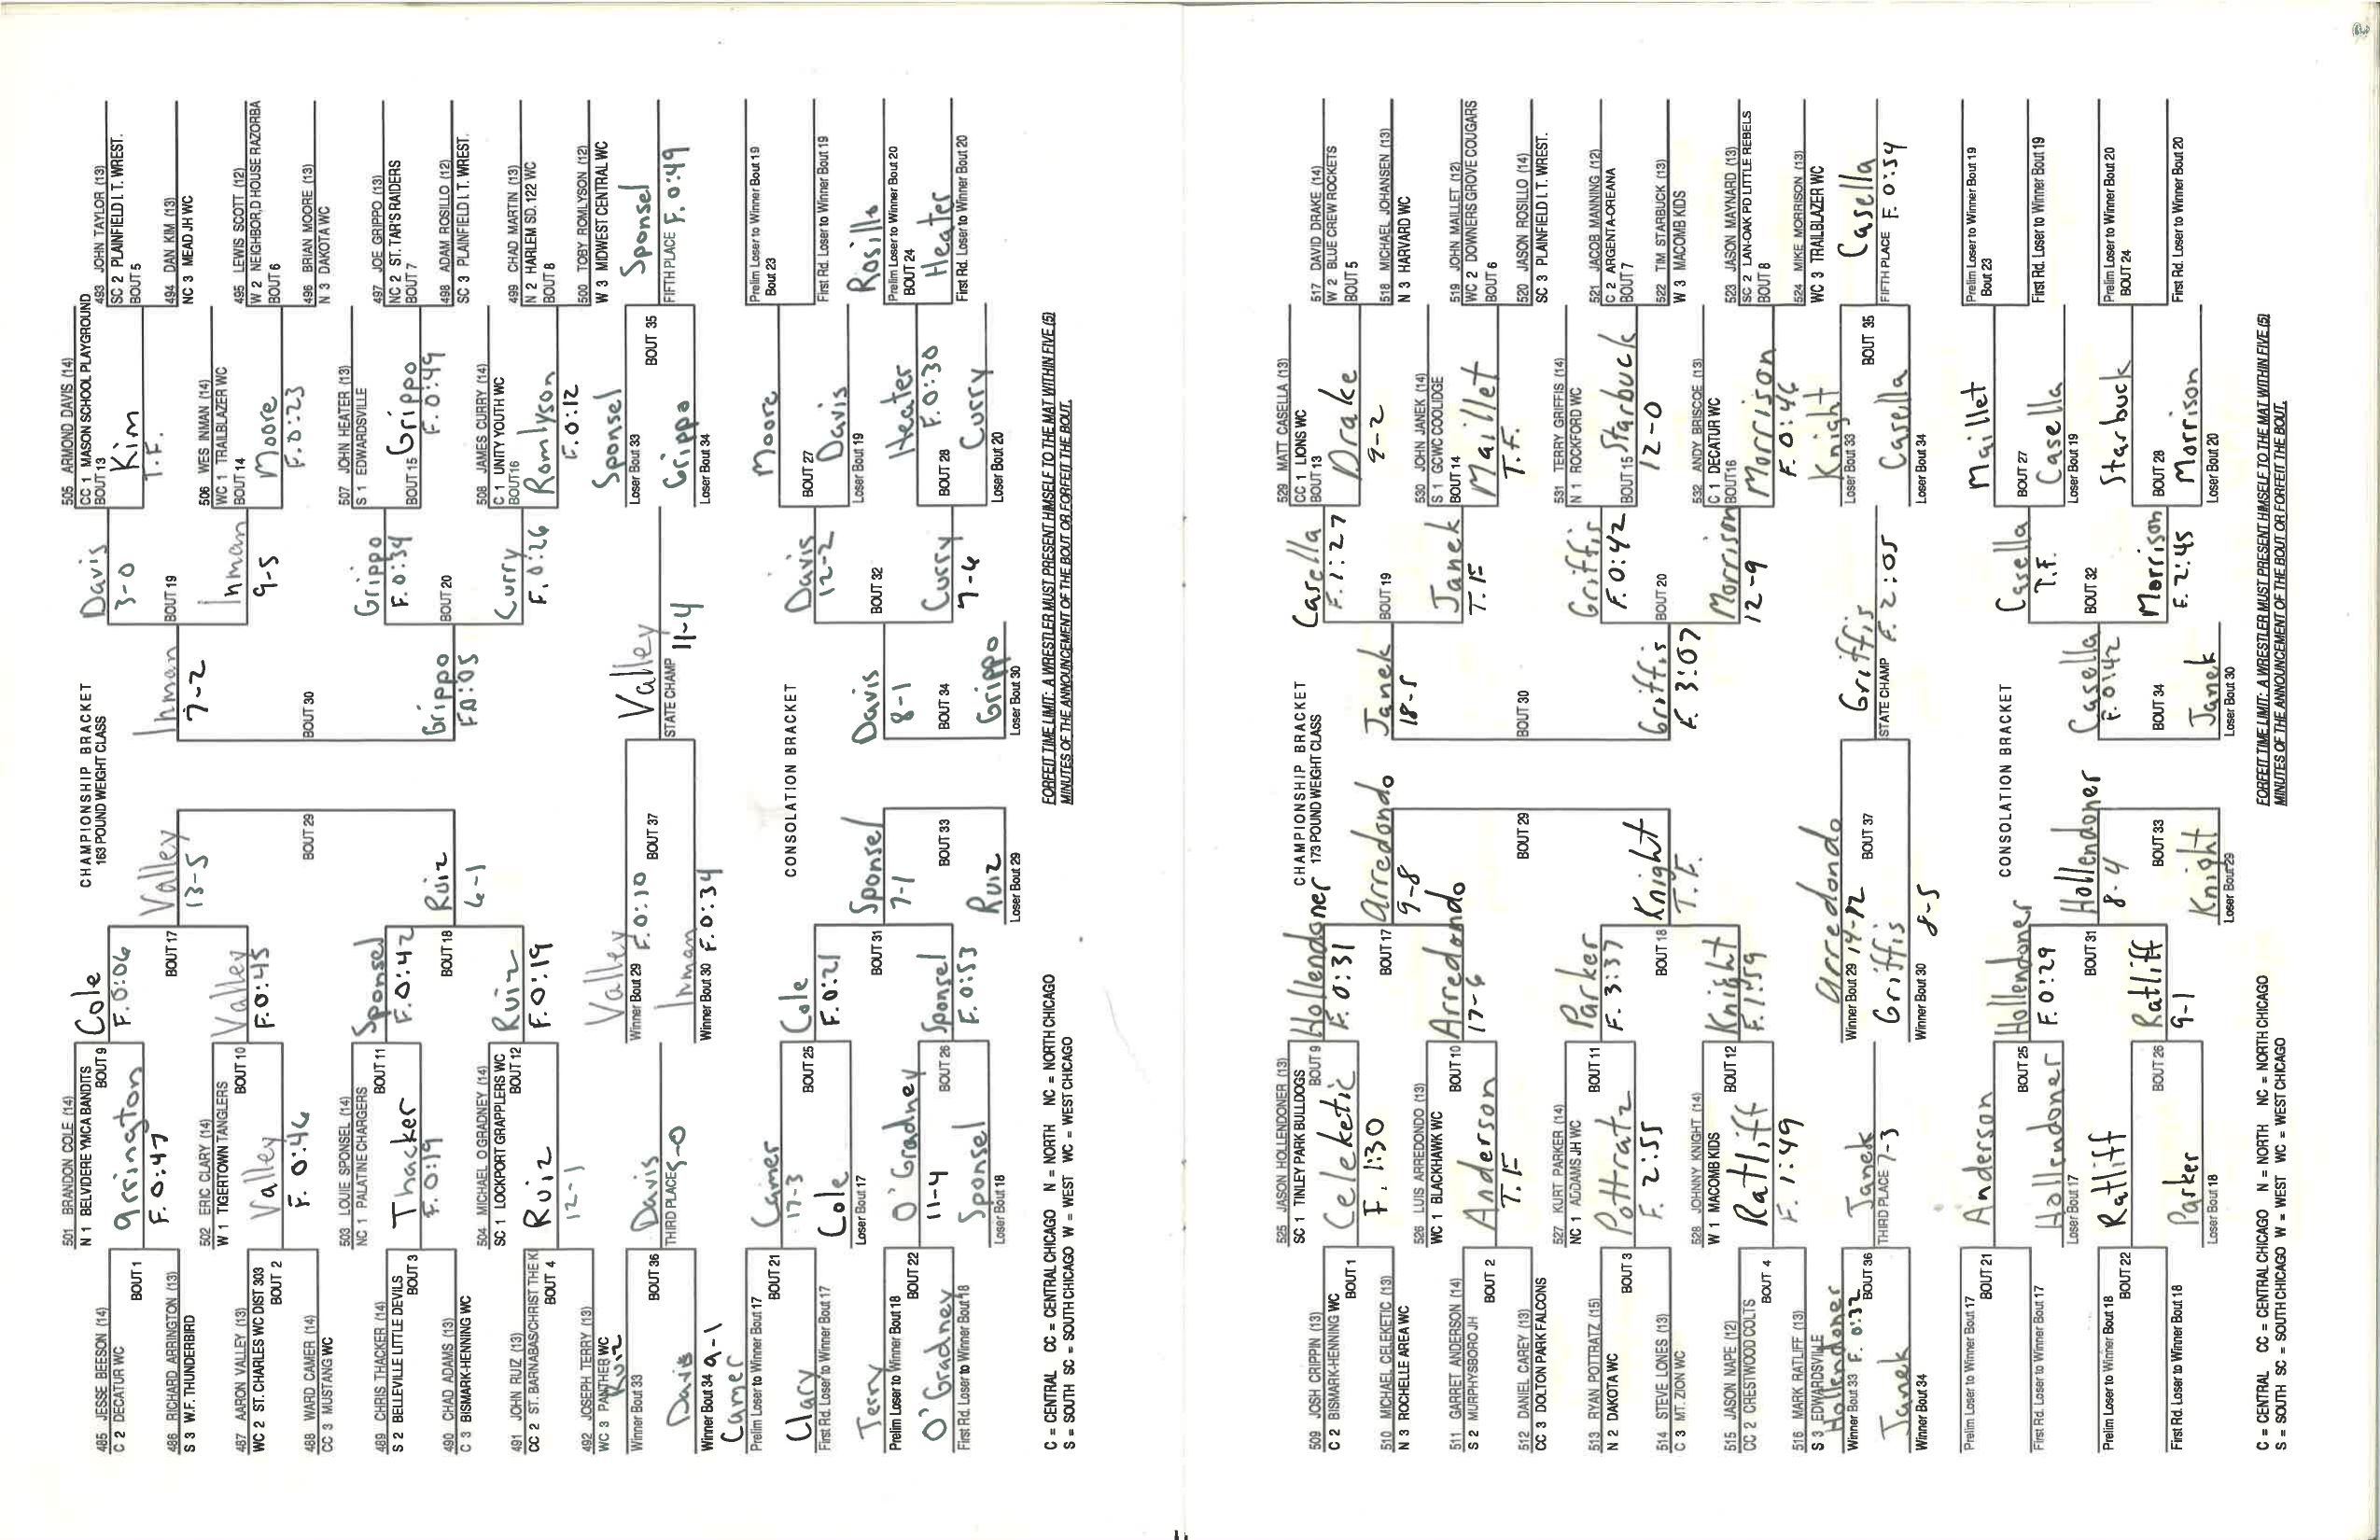 CHAMPIONSHIP BRACKET
163 POUND WEIGHT CLASS
485 JESSE BEESON (14)
C 2 DECATUR WC
BOUT 1
486 RICHARD ARRINGTON (13)
S 3 W.F. THUNDERBIRD
487 AARON VALLEY (13)
WC 2 ST. CHARLES WC DIST 303
BOUT 2
488 WARD CAMER (14)
CC 3 MUSTANG WC
489 CHRIS THACKER (14)
S 2 BELLEVILLE LITTLE DEVILS
BOUT 3
490 CHAD ADAMS (13)
C 3 BISMARK-HENNING WC
491 JOHN RUIZ (13)
CC 2 ST. BARNABAS/CHRIST THE KI
BOUT 4
492 JOSEPH TERRY (13)
WC 3 PANTHER WC
501 BRANDON COLE (14)
N 1 BELVIDERE YMCA BANDITS
BOUT 9
Arrington
F. 0:47
502 ERIC CLARY (14)
W 1 TIGERTOWN TANGLERS
BOUT 10
Valley
F. 0:46
503 LOUIE SPONSEL (14)
NC 1 PALATINE CHARGERS
BOUT 11
Thacker
F. 0:19
504 MICHAEL O GRADNEY (14)
SC 1 LOCKPORT GRAPPLERS WC
BOUT 12
Ruiz
12-1
Cole
F. 0:06
BOUT 17
Valley
F. 0:45
Sponsel
F. 0:42
BOUT 18
Ruiz
F. 0:19
Valley
13-5
BOUT 29
Ruiz
6-1
Inman
7-2
BOUT 30
Grippo
F. 0:05
Davis
3-0
BOUT 19
Inman
9-5
Grippo
F. 0:34
BOUT 20
Curry
F. 0:26
505 ARMOND DAVIS (14)
CC 1 MASON SCHOOL PLAYGROUND
BOUT 13
Kim
T.F.
506 WES INMAN (14)
WC 1 TRAILBLAZER WC
BOUT 14
Moore
F. 0:23
507 JOHN HEATER (13)
S 1 EDWARDSVILLE
BOUT 15
Grippo
F. 0:49
508 JAMES CURRY (14)
C 1 UNITY YOUTH WC
BOUT 16
Romlyson
F. 0:12
493 JOHN TAYLOR (13)
SC 2 PLAINFIELD I. T. WREST.
BOUT 5
494 DAN KIM (13)
NC 3 MEAD JH WC
495 LEWIS SCOTT (12)
W 2 NEIGHBOR,D HOUSE RAZORBA
BOUT 6
496 BRIAN MOORE (13)
N 3 DAKOTA WC
497 JOE GRIPPO (13)
NC 2 ST. TAR'S RAIDERS
BOUT 7
498 ADAM ROSILLO (12)
SC 3 PLAINFIELD I. T. WREST.
499 CHAD MARTIN (13)
N 2 HARLEM SD. 122 WC
BOUT 8
500 TOBY ROMLYSON (12)
W 3 MIDWEST CENTRAL WC
Ruiz
Winner Bout 33
BOUT 36
Davis
Winner Bout 34 9-1
Davis
THIRD PLACE 5-0
Valley
Winner Bout 29 F. 0:10
BOUT 37
Inman
Winner Bout 30 F. 0:34
Valley
STATE CHAMP 11-4
Sponsel
Loser Bout 33
BOUT 35
Grippo
Loser Bout 34
Sponsel
FIFTH PLACE F. 0:49
CONSOLATION BRACKET
Camer
Prelim Loser to Winner Bout 17
BOUT 21
Clary
First Rd. Loser to Winner Bout 17
Terry
Prelim Loser to Winner Bout 18
BOUT 22
O'Gradney
First Rd. Loser to Winner Bout 18
Camer
17-3
BOUT 25
Cole
Loser Bout 17
O'Gradney
11-4
BOUT 26
Sponsel
Loser Bout 18
Cole
F. 0:21
BOUT 31
Sponsel
F. 0:53
Sponsel
7-1
BOUT 33
Ruiz
Loser Bout 29
Davis
8-1
BOUT 34
Grippo
Loser Bout 30
Davis
12-2
BOUT 32
Curry
7-6
Moore
BOUT 27
Davis
Loser Bout 19
Heater
F. 0:30
BOUT 28
Curry
Loser Bout 20
Prelim Loser to Winner Bout 19
Bout 23
First Rd. Loser to Winner Bout 19
Rosillo
Prelim Loser to Winner Bout 20
BOUT 24
Heater
First Rd. Loser to Winner Bout 20
C = CENTRAL CC = CENTRAL CHICAGO N = NORTH NC = NORTH CHICAGO
S = SOUTH SC = SOUTH CHICAGO W = WEST WC = WEST CHICAGO
FORFEIT TIME LIMIT: A WRESTLER MUST PRESENT HIMSELF TO THE MAT WITHIN FIVE (5)
MINUTES OF THE ANNOUNCEMENT OF THE BOUT OR FORFEIT THE BOUT.
CHAMPIONSHIP BRACKET
173 POUND WEIGHT CLASS
509 JOSH CRIPPIN (13)
C 2 BISMARK-HENNING WC
BOUT 1
510 MICHAEL CELEKETIC (13)
N 3 ROCHELLE AREA WC
511 GARRET ANDERSON (14)
S 2 MURPHYSBORO JH
BOUT 2
512 DANIEL CAREY (13)
CC 3 DOLTON PARK FALCONS
513 RYAN POTTRATZ (15)
N 2 DAKOTA WC
BOUT 3
514 STEVE LONES (13)
C 3 MT. ZION WC
515 JASON NAPE (12)
CC 2 CRESTWOOD COLTS
BOUT 4
516 MARK RATLIFF (13)
S 3 EDWARDSVILLE
525 JASON HOLLENDONER (13)
SC 1 TINLEY PARK BULLDOGS
BOUT 9
Celeketic
F. 1:30
526 LUIS ARREDONDO (13)
WC 1 BLACKHAWK WC
BOUT 10
Anderson
T.F.
527 KURT PARKER (14)
NC 1 ADDAMS JH WC
BOUT 11
Pottratz
F. 2:55
528 JOHNNY KNIGHT (14)
W 1 MACOMB KIDS
BOUT 12
Ratliff
F. 1:49
Hollendoner
F. 0:31
BOUT 17
Arredondo
17-6
Parker
F. 3:37
BOUT 18
Knight
F. 1:59
Arredondo
9-8
BOUT 29
Knight
T.F.
Janek
18-5
BOUT 30
Griffis
F. 3:07
Casella
F. 1:27
BOUT 19
Janek
T.F.
Griffis
F. 0:42
BOUT 20
Morrison
12-9
529 MATT CASELLA (13)
CC 1 LIONS WC
BOUT 13
Drake
9-2
530 JOHN JANEK (14)
S 1 GCWC COOLIDGE
BOUT 14
Maillet
T.F.
531 TERRY GRIFFIS (14)
N 1 ROCKFORD WC
BOUT 15
Starbuck
12-0
532 ANDY BRISCOE (13)
C 1 DECATUR WC
BOUT 16
Morrison
F. 0:46
517 DAVID DRAKE (14)
W 2 BLUE CREW ROCKETS
BOUT 5
518 MICHAEL JOHANSEN (13)
N 3 HARVARD WC
519 JOHN MAILLET (12)
WC 2 DOWNERS GROVE COUGARS
BOUT 6
520 JASON ROSILLO (14)
SC 3 PLAINFIELD I. T. WREST.
521 JACOB MANNING (12)
C 2 ARGENTA-OREANA
BOUT 7
522 TIM STARBUCK (13)
W 3 MACOMB KIDS
523 JASON MAYNARD (13)
SC 2 LAN-OAK PD LITTLE REBELS
BOUT 8
524 MIKE MORRISON (13)
WC 3 TRAILBLAZER WC
Hollendoner
Winner Bout 33 F. 0:32
BOUT 36
Janek
Winner Bout 34
Janek
THIRD PLACE 7-3
Arredondo
Winner Bout 29 14-12
BOUT 37
Griffis
Winner Bout 30 8-5
Griffis
STATE CHAMP F. 2:05
Knight
Loser Bout 33
BOUT 35
Casella
Loser Bout 34
Casella
FIFTH PLACE F. 0:54
CONSOLATION BRACKET
Prelim Loser to Winner Bout 17
BOUT 21
First Rd. Loser to Winner Bout 17
Prelim Loser to Winner Bout 18
BOUT 22
First Rd. Loser to Winner Bout 18
Anderson
BOUT 25
Hollendoner
Loser Bout 17
Ratliff
BOUT 26
Parker
Loser Bout 18
Hollendoner
F. 0:29
BOUT 31
Ratliff
9-1
Hollendoner
8-4
BOUT 33
Knight
Loser Bout 29
Casella
F. 0:42
BOUT 34
Janek
Loser Bout 30
Casella
T.F.
BOUT 32
Morrison
F. 2:45
Maillet
BOUT 27
Casella
Loser Bout 19
Starbuck
BOUT 28
Morrison
Loser Bout 20
Prelim Loser to Winner Bout 19
Bout 23
First Rd. Loser to Winner Bout 19
Prelim Loser to Winner Bout 20
BOUT 24
First Rd. Loser to Winner Bout 20
C = CENTRAL CC = CENTRAL CHICAGO N = NORTH NC = NORTH CHICAGO
S = SOUTH SC = SOUTH CHICAGO W = WEST WC = WEST CHICAGO
FORFEIT TIME LIMIT: A WRESTLER MUST PRESENT HIMSELF TO THE MAT WITHIN FIVE (5)
MINUTES OF THE ANNOUNCEMENT OF THE BOUT OR FORFEIT THE BOUT.